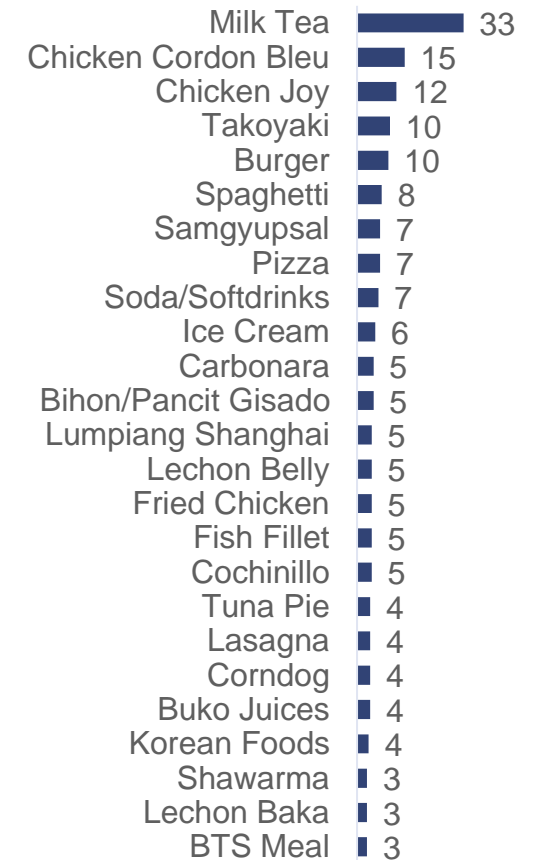 Milk Tea 33
Chicken Cordon Bleu 15
Chicken Joy 12
Takoyaki 10
Burger 10
Spaghetti 8
Samgyupsal 7
Pizza 7
Soda/Softdrinks 7
Ice Cream 6
Carbonara 5
Bihon/Pancit Gisado 5
Lumpiang Shanghai 5
Lechon Belly 5
Fried Chicken 5
Fish Fillet 5
Cochinillo 5
Tuna Pie 4
Lasagna 4
Corndog 4
Buko Juices 4
Korean Foods 4
Shawarma 3
Lechon Baka 3
BTS Meal 3